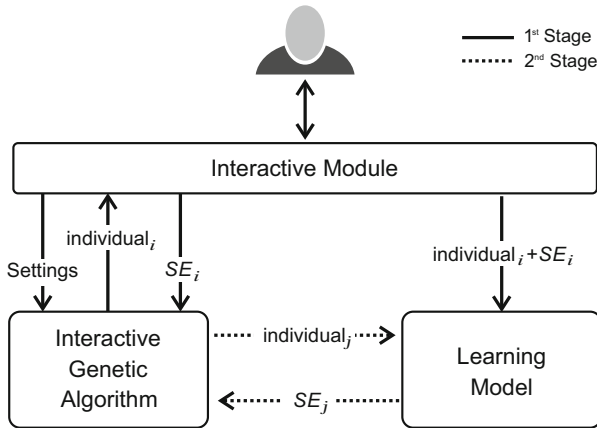 1st Stage
2nd Stage
Interactive Module
Settings
individual_i
SE_i
individual_i+SE_i
Interactive
Genetic
Algorithm
individual_j
SE_j
Learning
Model